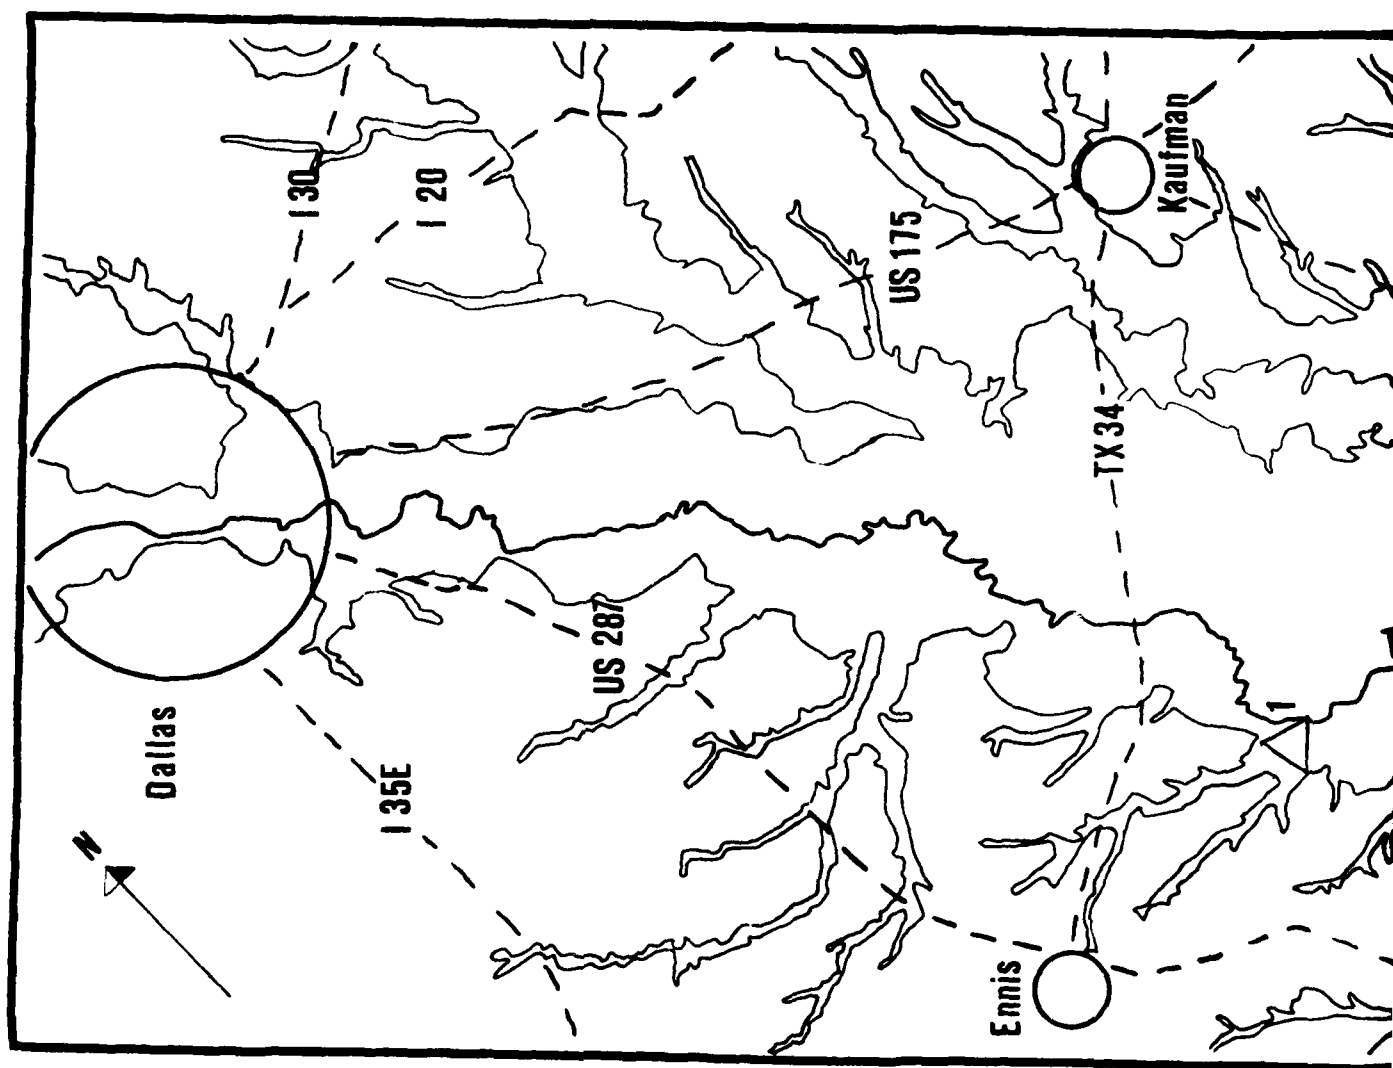 I 30
I 20
US 175
Kaufman
TX 34
US 287
Dallas
I 35E
N
1
Ennis